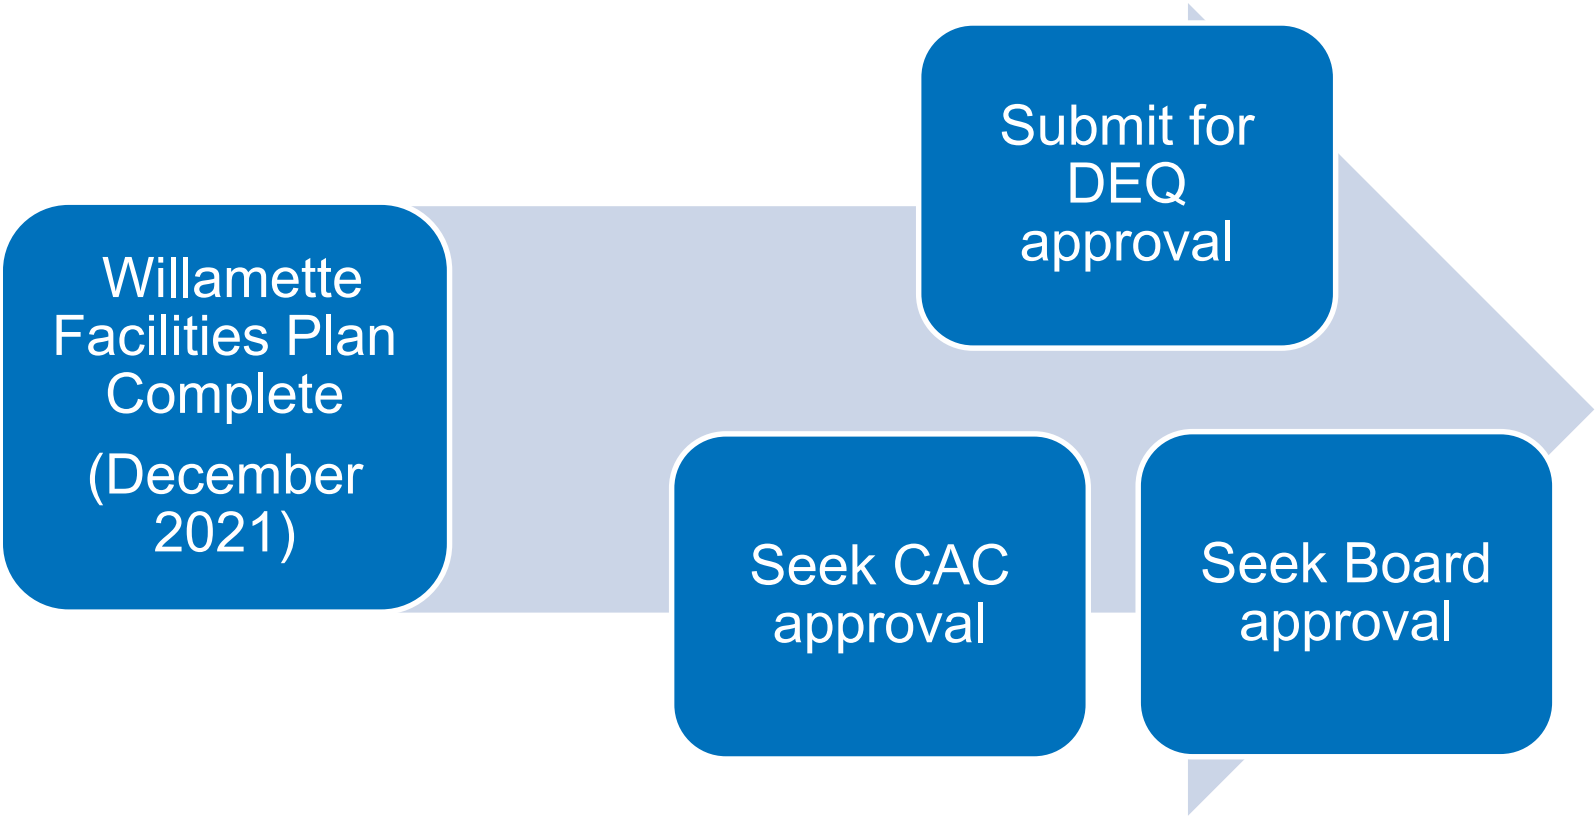 Willamette
Facilities Plan
Complete
(December
2021)
Submit for
DEQ
approval
Seek CAC
approval
Seek Board
approval